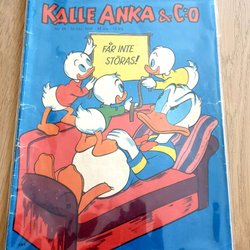 KALLE ANKA & C:O
FÅR INTE
STÖRAS!